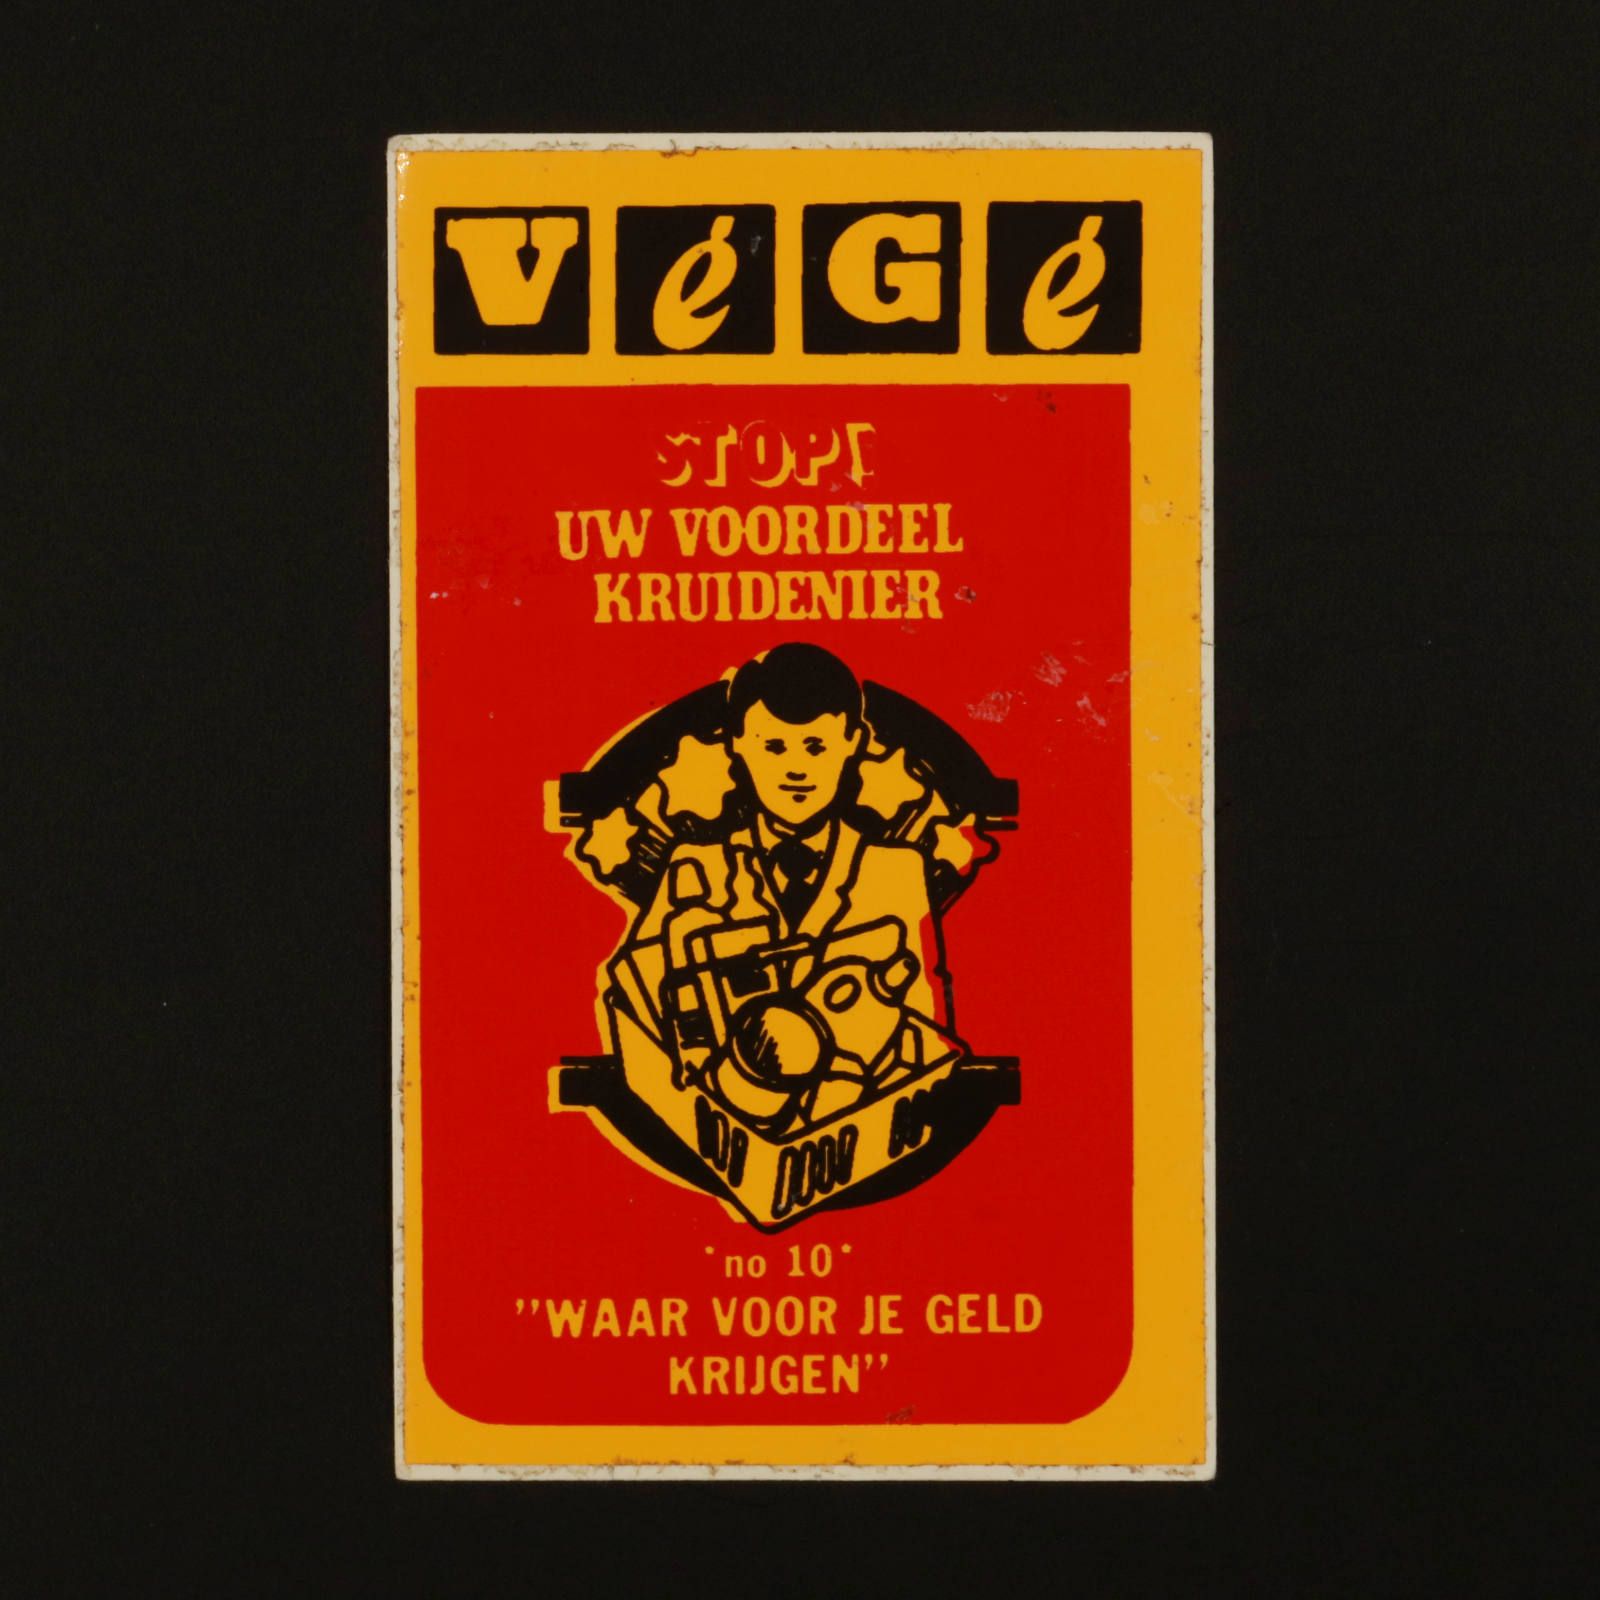 VéGé
STOP!
UW VOORDEEL
KRUIDENIER
*no 10*
"WAAR VOOR JE GELD
KRIJGEN"